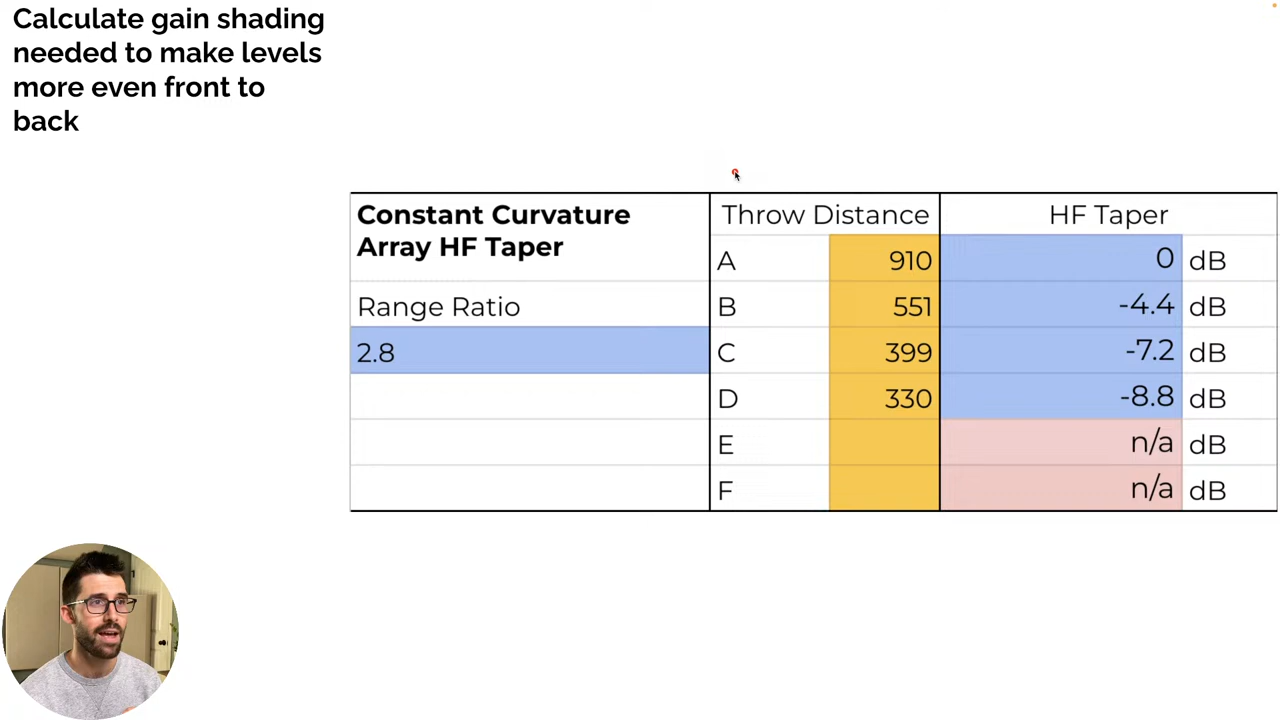 Calculate gain shading
needed to make levels
more even front to
back
Constant Curvature
Array HF Taper
Throw Distance
HF Taper
A 910 0 dB
Range Ratio
B 551 -4.4 dB
2.8
C 399 -7.2 dB
D 330 -8.8 dB
E n/a dB
F n/a dB